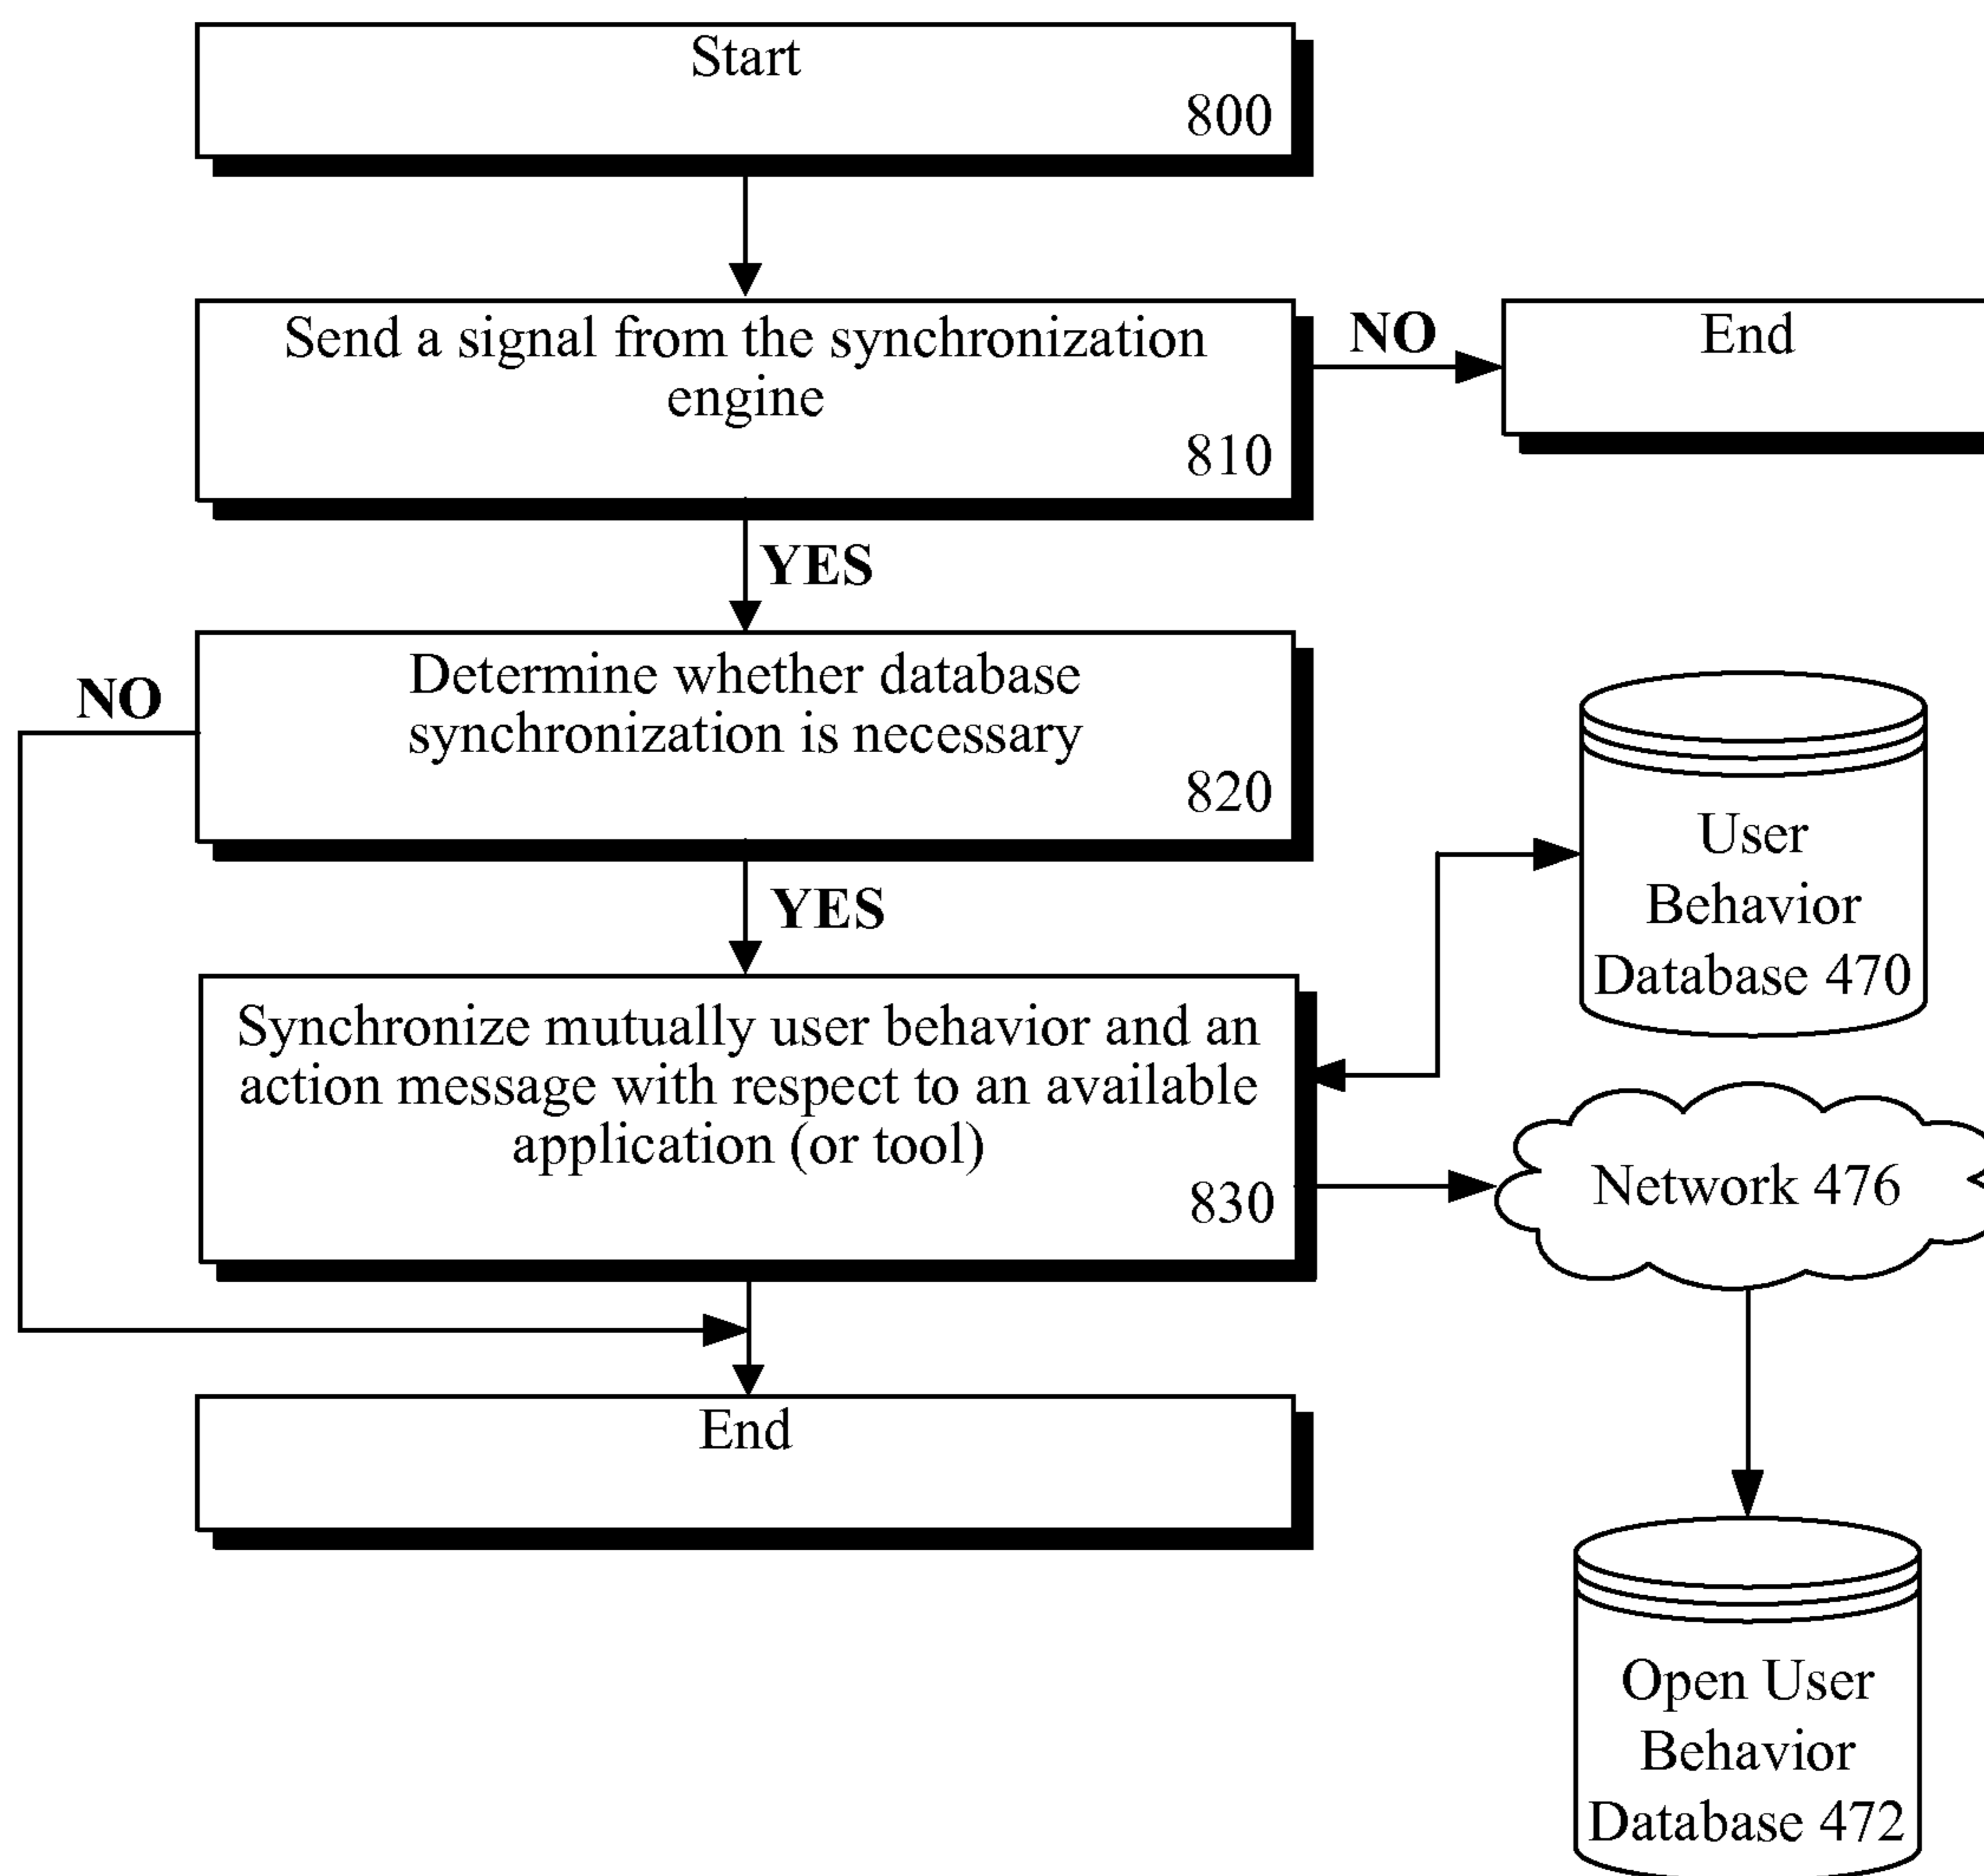 Start
800
Send a signal from the synchronization
engine
810
NO
End
YES
Determine whether database
synchronization is necessary
820
NO
YES
User
Behavior
Database 470
Synchronize mutually user behavior and an
action message with respect to an available
application (or tool)
830
Network 476
End
Open User
Behavior
Database 472